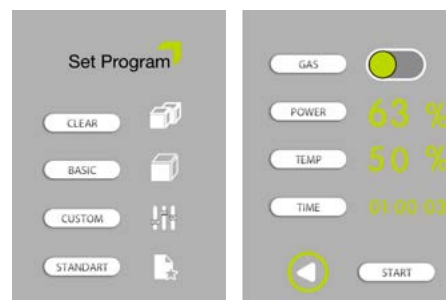 Set Program
CLEAR
BASIC
CUSTOM
STANDART
GAS
POWER 63 %
TEMP 50 %
TIME 01:00:03
START